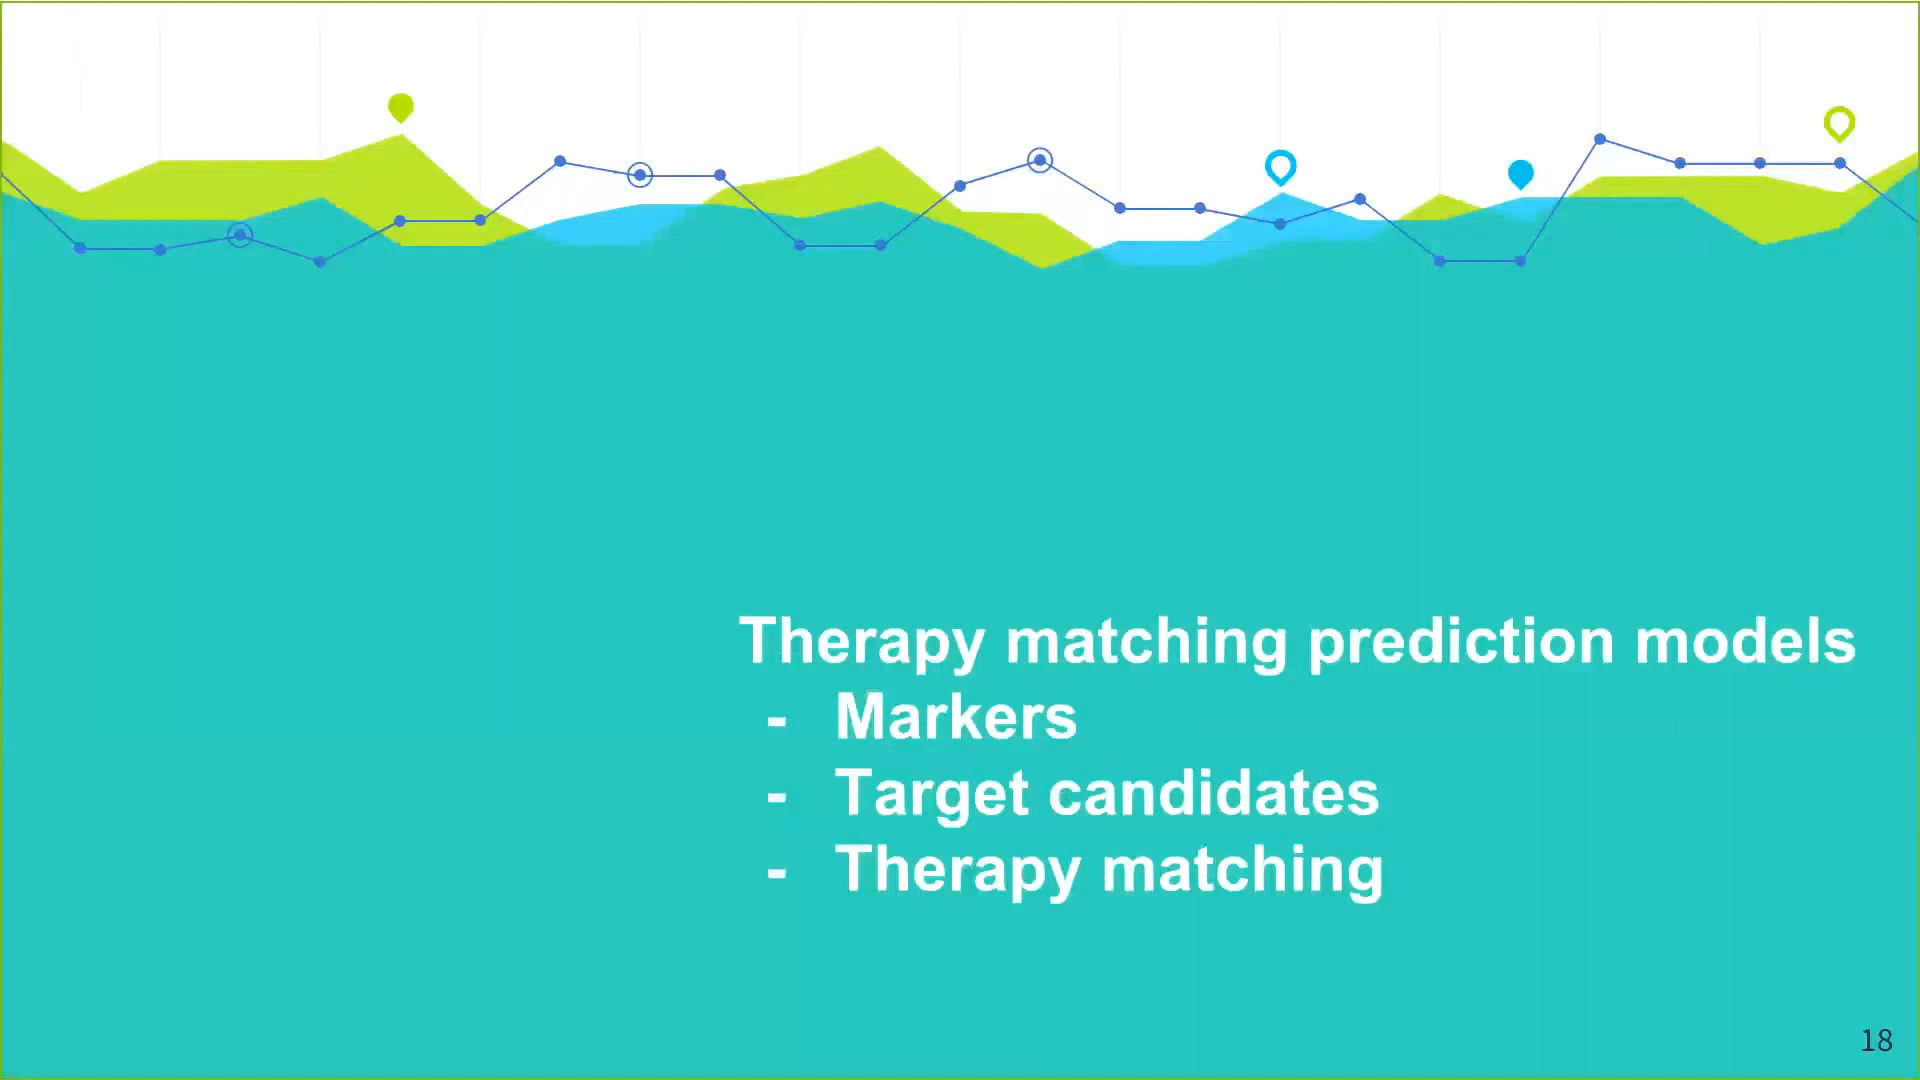 Therapy matching prediction models
- Markers
- Target candidates
- Therapy matching
18